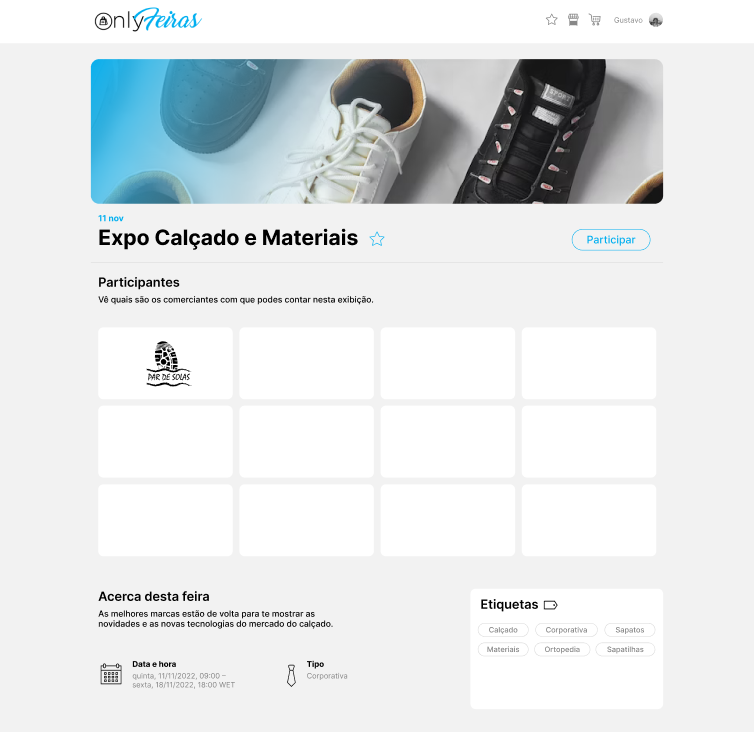 OnlyFeiras
Gustavo
SPORT
11 nov
Expo Calçado e Materiais
Participar
Participantes
Vê quais são os comerciantes com que podes contar nesta exibição.
PAR DE SOLAS
Acerca desta feira
As melhores marcas estão de volta para te mostrar as
novidades e as novas tecnologias do mercado do calçado.
Data e hora
quinta, 11/11/2022, 09:00 –
sexta, 18/11/2022, 18:00 WET
Tipo
Corporativa
Etiquetas
Calçado
Corporativa
Sapatos
Materiais
Ortopedia
Sapatilhas